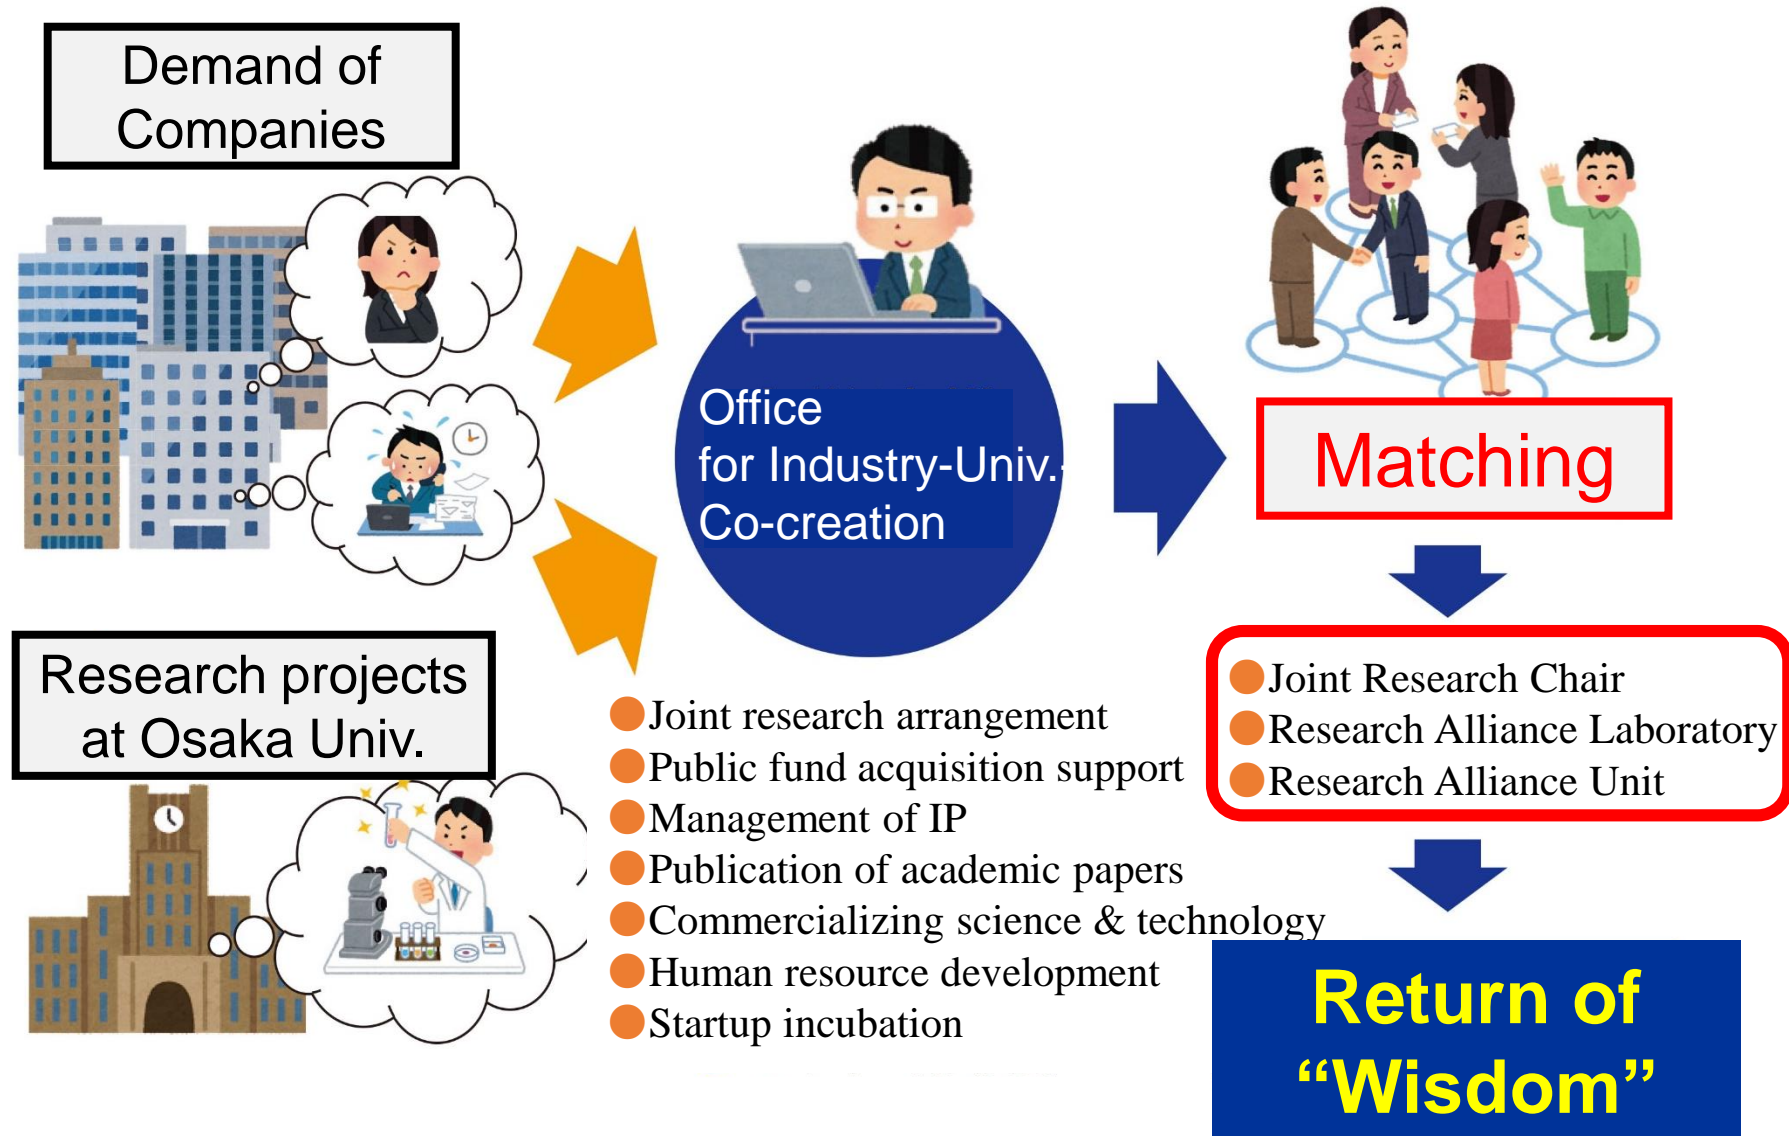 Demand of
Companies
Research projects
at Osaka Univ.
Office
for Industry-Univ.-
Co-creation
●Joint research arrangement
●Public fund acquisition support
●Management of IP
●Publication of academic papers
●Commercializing science & technology
●Human resource development
●Startup incubation
Matching
●Joint Research Chair
●Research Alliance Laboratory
●Research Alliance Unit
Return of
“Wisdom”